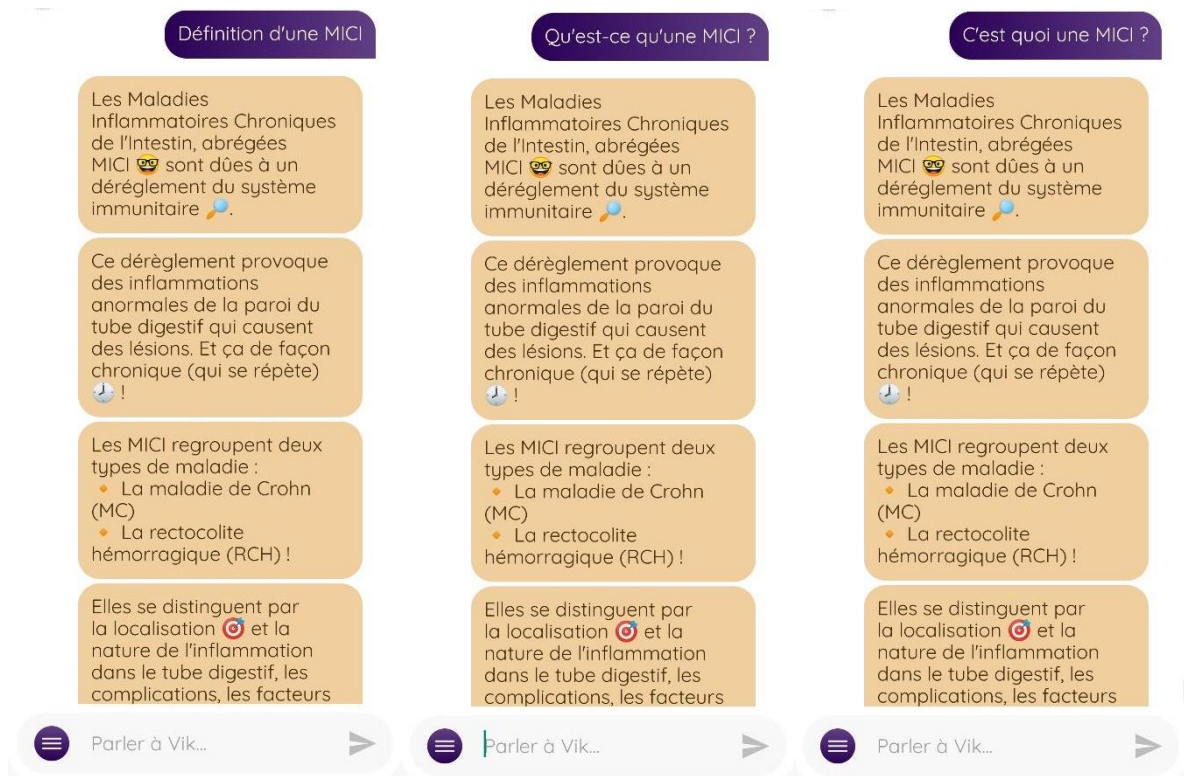 Définition d'une MICI
Les Maladies
Inflammatoires Chroniques
de l'Intestin, abrégées
MICI 🤓 sont dûes à un
déréglement du système
immunitaire 🔎.
Ce dérèglement provoque
des inflammations
anormales de la paroi du
tube digestif qui causent
des lésions. Et ça de façon
chronique (qui se répète)
🕗 !
Les MICI regroupent deux
types de maladie :
🔸 La maladie de Crohn
(MC)
🔸 La rectocolite
hémorragique (RCH) !
Elles se distinguent par
la localisation 🎯 et la
nature de l'inflammation
dans le tube digestif, les
complications, les facteurs
Parler à Vik...
Qu'est-ce qu'une MICI ?
Les Maladies
Inflammatoires Chroniques
de l'Intestin, abrégées
MICI 🤓 sont dûes à un
déréglement du système
immunitaire 🔎.
Ce dérèglement provoque
des inflammations
anormales de la paroi du
tube digestif qui causent
des lésions. Et ça de façon
chronique (qui se répète)
🕗 !
Les MICI regroupent deux
types de maladie :
🔸 La maladie de Crohn
(MC)
🔸 La rectocolite
hémorragique (RCH) !
Elles se distinguent par
la localisation 🎯 et la
nature de l'inflammation
dans le tube digestif, les
complications, les facteurs
Parler à Vik...
C'est quoi une MICI ?
Les Maladies
Inflammatoires Chroniques
de l'Intestin, abrégées
MICI 🤓 sont dûes à un
déréglement du système
immunitaire 🔎.
Ce dérèglement provoque
des inflammations
anormales de la paroi du
tube digestif qui causent
des lésions. Et ça de façon
chronique (qui se répète)
🕗 !
Les MICI regroupent deux
types de maladie :
🔸 La maladie de Crohn
(MC)
🔸 La rectocolite
hémorragique (RCH) !
Elles se distinguent par
la localisation 🎯 et la
nature de l'inflammation
dans le tube digestif, les
complications, les facteurs
Parler à Vik...